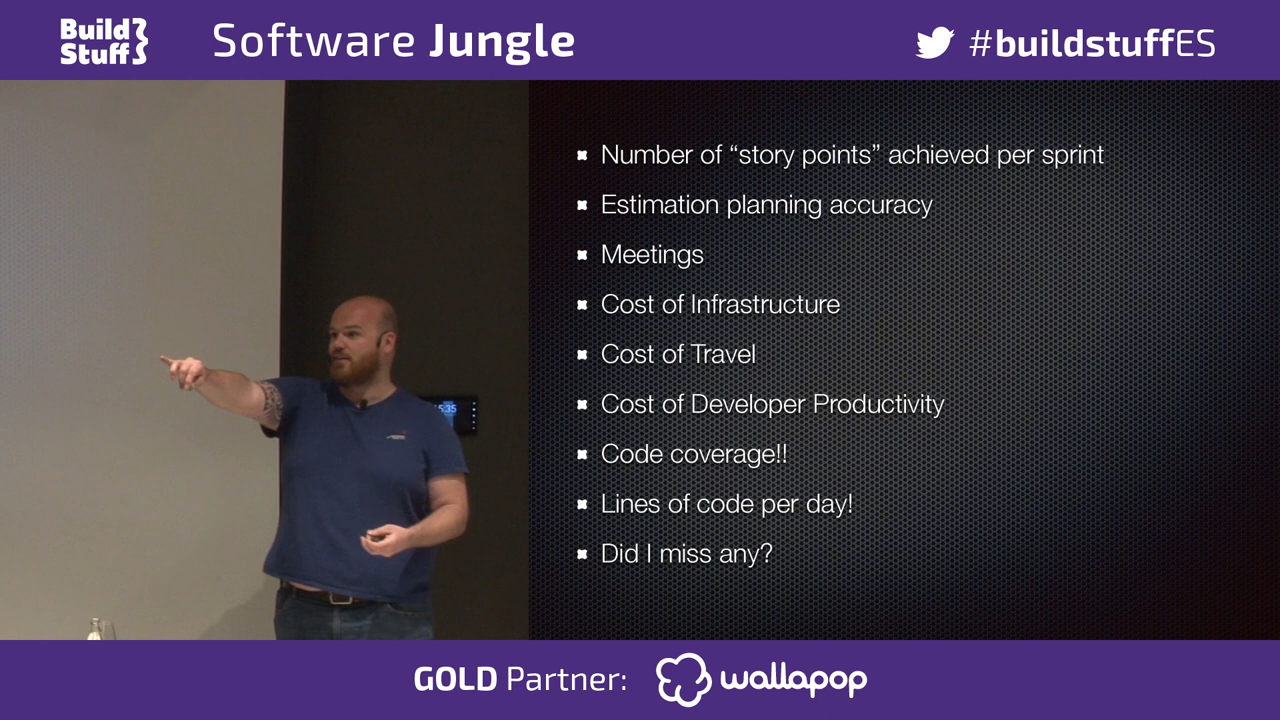 Build
Stuff
Software Jungle
#buildstuffES
Number of “story points” achieved per sprint
Estimation planning accuracy
Meetings
Cost of Infrastructure
Cost of Travel
Cost of Developer Productivity
Code coverage!!
Lines of code per day!
Did I miss any?
5:35
GOLD Partner:
wallapop